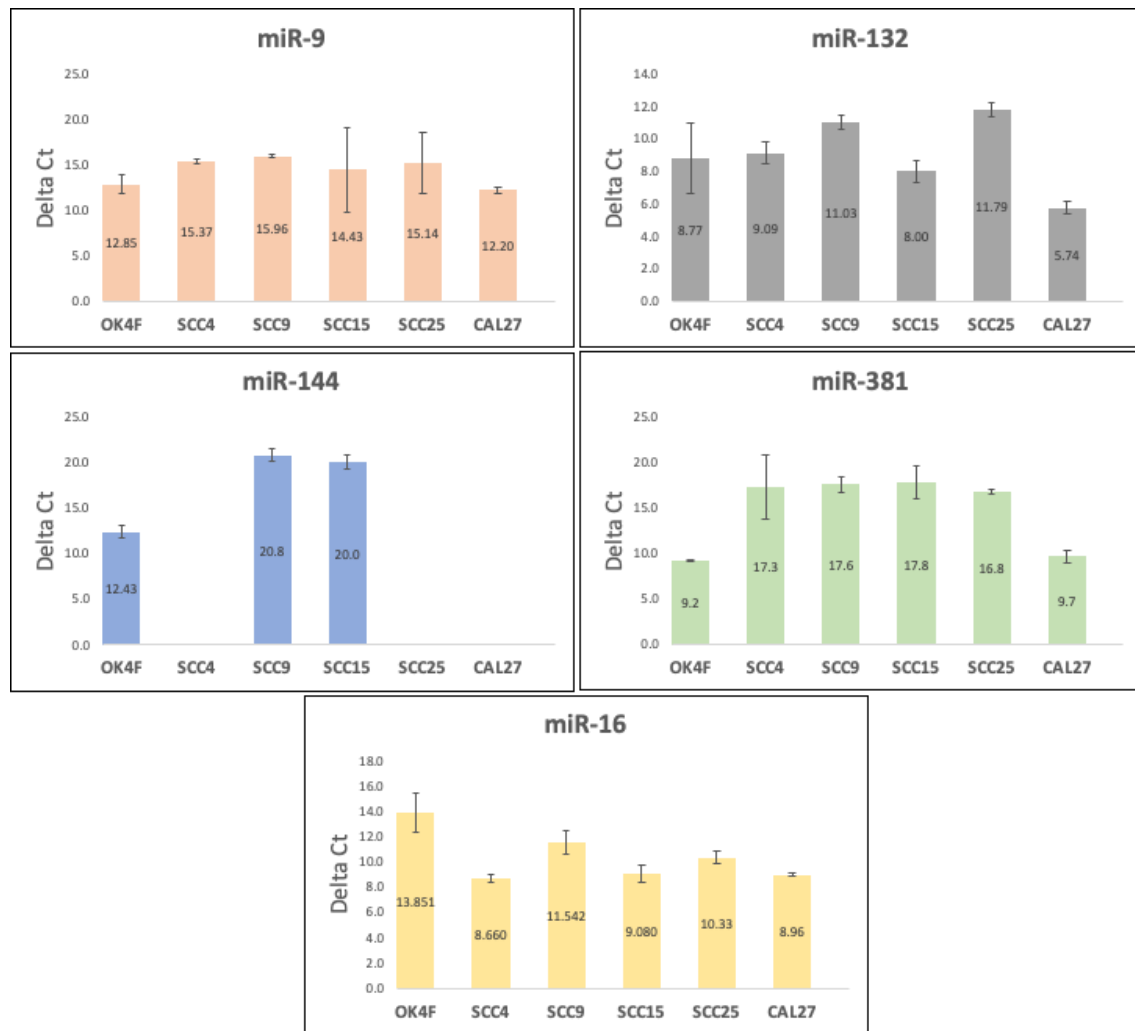 miR-9
25.0
20.0
15.0
10.0
5.0
0.0
Delta Ct
12.85 15.37 15.96 14.43 15.14 12.20
OK4F SCC4 SCC9 SCC15 SCC25 CAL27
miR-132
14.0
12.0
10.0
8.0
6.0
4.0
2.0
0.0
Delta Ct
8.77 9.09 11.03 8.00 11.79 5.74
OK4F SCC4 SCC9 SCC15 SCC25 CAL27
miR-144
25.0
20.0
15.0
10.0
5.0
0.0
Delta Ct
12.43 20.8 20.0
OK4F SCC4 SCC9 SCC15 SCC25 CAL27
miR-381
25.0
20.0
15.0
10.0
5.0
0.0
Delta Ct
9.2 17.3 17.6 17.8 16.8 9.7
OK4F SCC4 SCC9 SCC15 SCC25 CAL27
miR-16
18.0
16.0
14.0
12.0
10.0
8.0
6.0
4.0
2.0
0.0
Delta Ct
13.851 8.660 11.542 9.080 10.33 8.96
OK4F SCC4 SCC9 SCC15 SCC25 CAL27